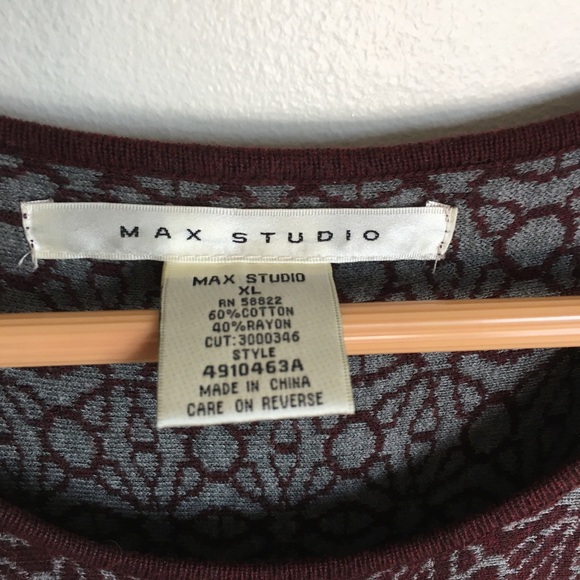 MAX STUDIO
MAX STUDIO
XL
RN 58822
60%COTTON
40%RAYON
CUT:3000346
STYLE
4910463A
MADE IN CHINA
CARE ON REVERSE